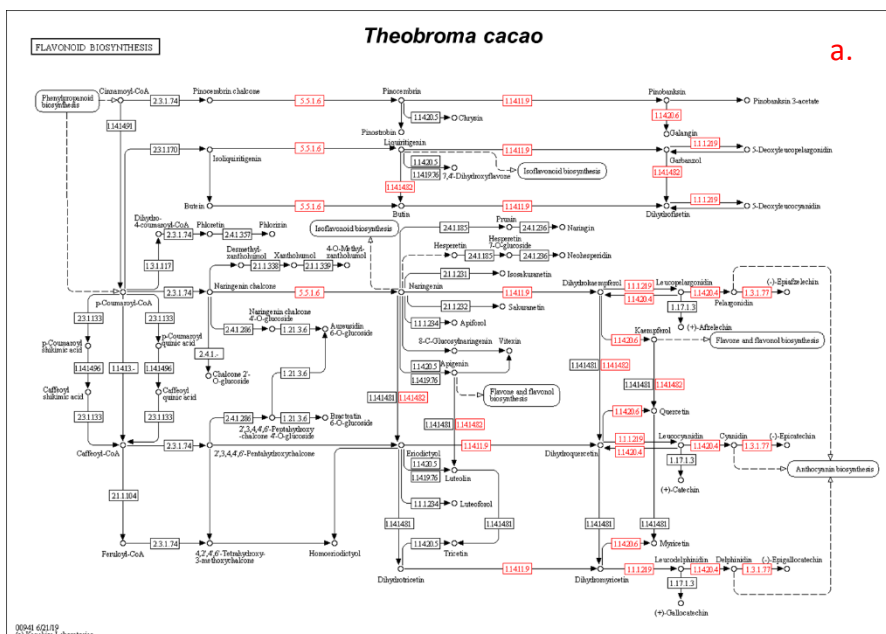 Theobroma cacao
a.
FLAVONOID BIOSYNTHESIS
Phenylpropanoid
biosynthesis
Cinnamoyl-CoA
2.3.1.74
Pinocembrin chalcone
5.5.1.6
Pinocembrin
1.14.11.9
Pinobanksin
Pinobanksin 3-acetate
1.14.20.5
Chrysin
Pinostrobin
1.14.20.6
Galangin
1.14.14.91
2.3.1.170
Isoliquiritigenin
5.5.1.6
Liquiritigenin
1.14.11.9
Garbanzol
1.1.1.219
5-Deoxyleucopelargonidin
1.14.20.5
1.14.19.76
7,4'-Dihydroxyflavone
Isoflavonoid biosynthesis
1.14.14.82
1.14.14.82
Butein
5.5.1.6
Butin
1.14.11.9
Dihydrofisetin
1.1.1.219
5-Deoxyleucocyanidin
Dihydro-
4-coumaroyl-CoA
2.3.1.74
Phloretin
2.4.1.357
Phlorizin
1.3.1.117
Isoflavonoid biosynthesis
2.4.1.185
Prunin
2.4.1.236
Naringin
Desmethyl-
xanthohumol
2.1.1.338
Xanthohumol
2.1.1.339
4-O-Methyl-
xanthohumol
Hesperetin
2.4.1.185
Hesperetin
7-O-glucoside
2.4.1.236
Neohesperidin
2.1.1.231
Isosakuranetin
p-Coumaroyl-CoA
2.3.1.74
Naringenin chalcone
5.5.1.6
Naringenin
1.14.11.9
Dihydrokaempferol
1.1.1.219
1.14.20.4
Leucopelargonidin
1.14.20.4
Pelargonidin
1.3.1.77
(-)-Epiafzelechin
1.17.1.3
(+)-Afzelechin
2.1.1.232
Sakuranetin
1.1.1.234
Apiforol
2.3.1.133
2.3.1.133
p-Coumaroyl
shikimic acid
p-Coumaroyl
quinic acid
1.14.14.96
1.14.13.-
1.14.14.96
Caffeoyl
shikimic acid
Caffeoyl
quinic acid
2.3.1.133
2.3.1.133
2.4.1.286
Naringenin chalcone
4'-O-glucoside
1.21.3.6
Aureusidin
6-O-glucoside
2.4.1.-
Chalcone 2'-
O-glucoside
1.21.3.6
8-C-Glucosylnaringenin
Vitexin
1.14.20.5
1.14.19.76
Apigenin
Flavone and flavonol
biosynthesis
1.14.20.6
Kaempferol
Flavone and flavonol biosynthesis
1.14.14.81
1.14.14.82
1.14.14.81
1.14.14.82
1.14.14.81
1.14.14.82
1.14.14.81
1.14.14.82
2.4.1.286
2',3,4,4',6'-Pentahydroxy
-chalcone 4'-O-glucoside
1.21.3.6
Bracteatin
6-O-glucoside
1.14.20.6
Quercetin
Caffeoyl-CoA
2.3.1.74
2',3,4,4',6'-Pentahydroxychalcone
Eriodictyol
1.14.11.9
Dihydroquercetin
1.1.1.219
1.14.20.4
Leucocyanidin
1.14.20.4
Cyanidin
1.3.1.77
(-)-Epicatechin
1.17.1.3
(+)-Catechin
Anthocyanin biosynthesis
1.14.20.5
1.14.19.76
Luteolin
1.1.1.234
Luteoforol
2.1.1.104
1.14.14.81
1.14.14.81
1.14.14.81
1.14.14.81
Feruloyl-CoA
2.3.1.74
4,2',4',6'-Tetrahydroxy-
3-methoxychalcone
Homoeriodictyol
1.14.20.5
Tricetin
1.14.20.6
Myricetin
Dihydrotricetin
1.14.11.9
Dihydromyricetin
1.1.1.219
Leucodelphinidin
1.14.20.4
Delphinidin
1.3.1.77
(-)-Epigallocatechin
1.17.1.3
(+)-Gallocatechin
00941 6/21/19